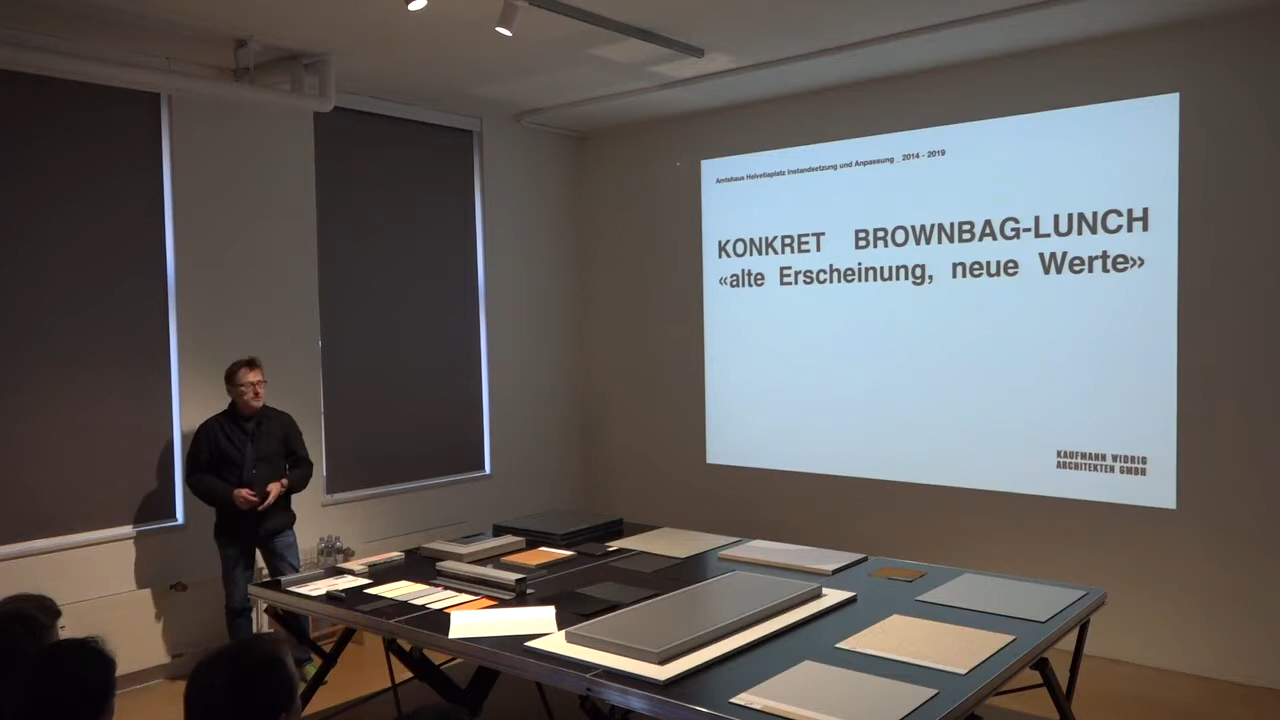 Amtshaus Helvetiaplatz Instandsetzung und Anpassung _ 2014 - 2019
KONKRET BROWNBAG-LUNCH
«alte Erscheinung, neue Werte»
KAUFMANN WIDRIG
ARCHITEKTEN GMBH